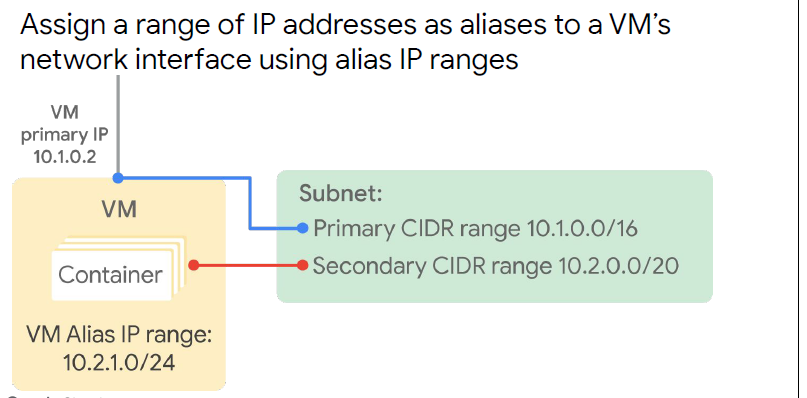 Assign a range of IP addresses as aliases to a VM’s
network interface using alias IP ranges
VM
primary IP
10.1.0.2
VM
Container
VM Alias IP range:
10.2.1.0/24
Subnet:
Primary CIDR range 10.1.0.0/16
Secondary CIDR range 10.2.0.0/20